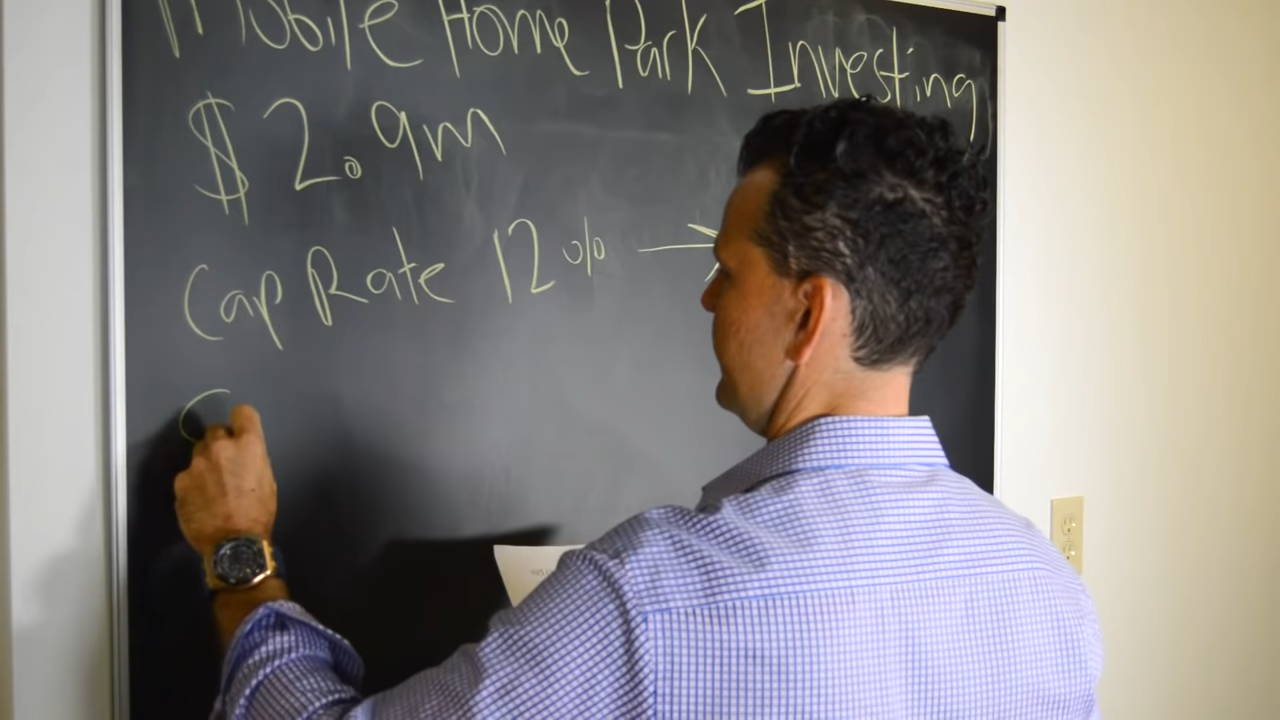 Mobile Home Park Investing
$2.9m
Cap Rate 12% →
C